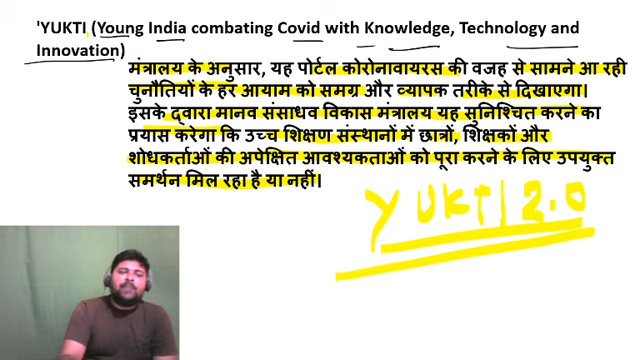 'YUKTI (Young India combating Covid with Knowledge, Technology and
Innovation)
मंत्रालय के अनुसार, यह पोर्टल कोरोनावायरस की वजह से सामने आ रही
चुनौतियों के हर आयाम को समग्र और व्यापक तरीके से दिखाएगा।
इसके द्वारा मानव संसाधव विकास मंत्रालय यह सुनिश्चित करने का
प्रयास करेगा कि उच्च शिक्षण संस्थानों में छात्रों, शिक्षकों और
शोधकर्ताओं की अपेक्षित आवश्यकताओं को पूरा करने के लिए उपयुक्त
समर्थन मिल रहा है या नहीं।
YUKTI 2.0